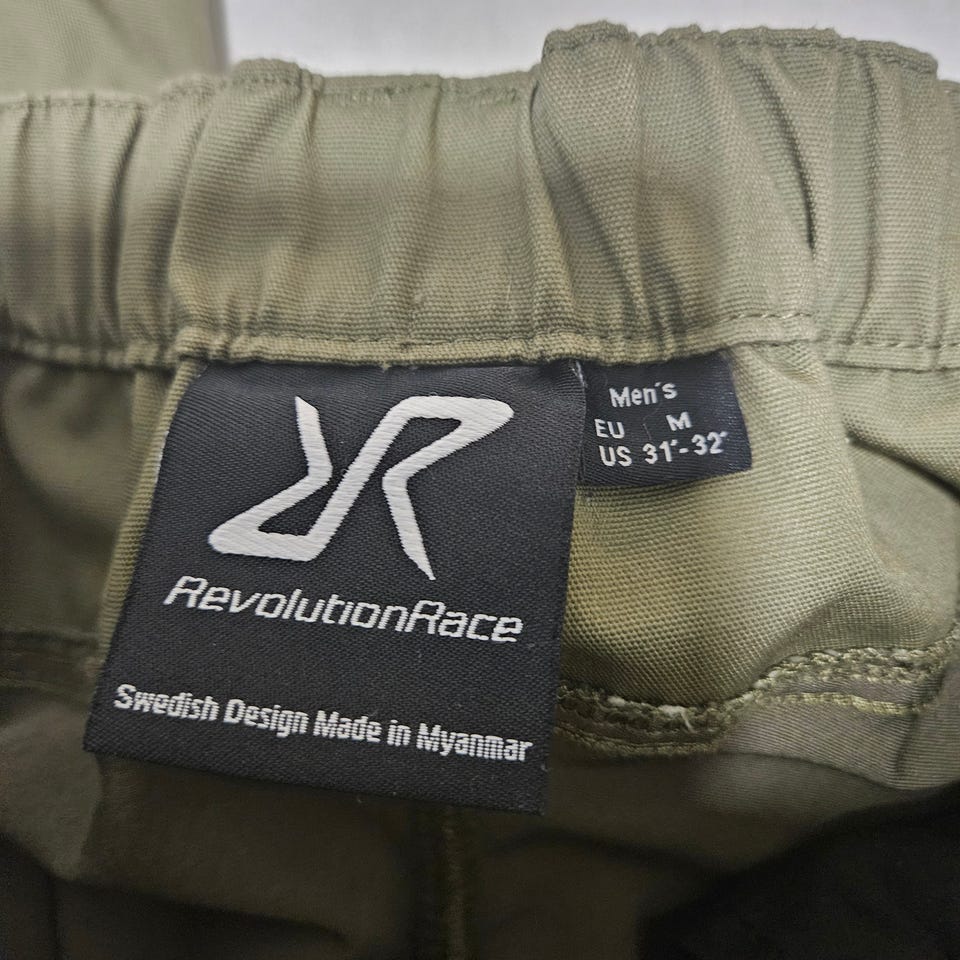 RevolutionRace
Swedish Design Made in Myanmar
Men´s
EU M
US 31´-32´